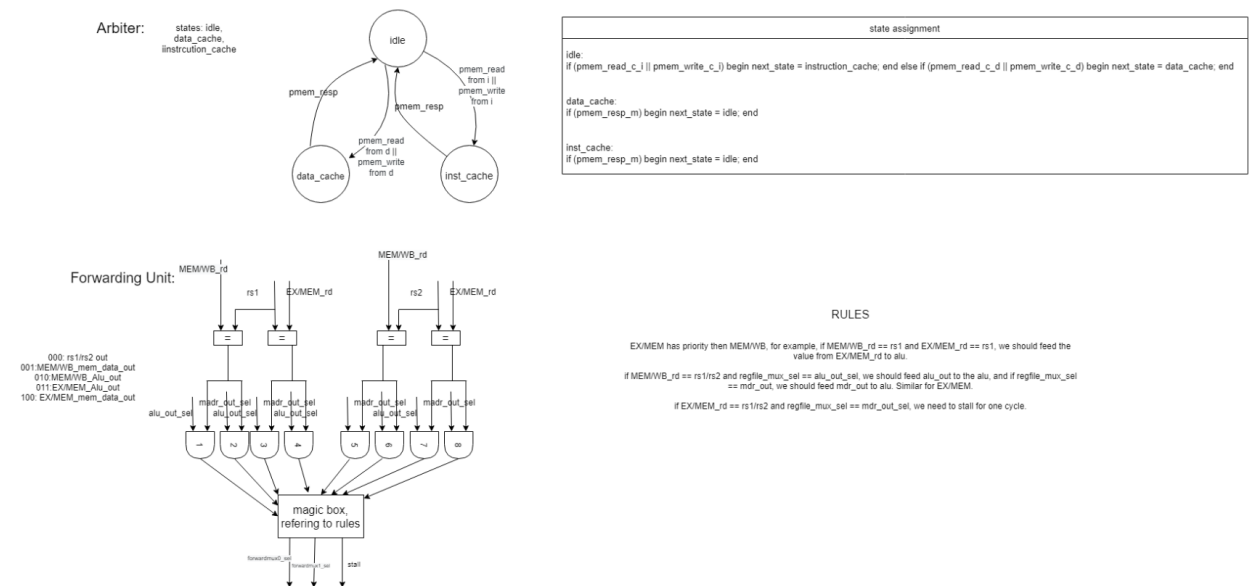 Arbiter:
states: idle,
data_cache,
iinstrcution_cache
idle
pmem_read
from i ||
pmem_write
from i
pmem_resp
pmem_resp
pmem_read
from d ||
pmem_write
from d
data_cache
inst_cache
state assignment
idle:
if (pmem_read_c_i || pmem_write_c_i) begin next_state = instruction_cache; end else if (pmem_read_c_d || pmem_write_c_d) begin next_state = data_cache; end
data_cache:
if (pmem_resp_m) begin next_state = idle; end
inst_cache:
if (pmem_resp_m) begin next_state = idle; end
Forwarding Unit:
MEM/WB_rd
rs1
EX/MEM_rd
MEM/WB_rd
rs2
EX/MEM_rd
=
=
=
=
000: rs1/rs2 out
001:MEM/WB_mem_data_out
010:MEM/WB_Alu_out
011:EX/MEM_Alu_out
100: EX/MEM_mem_data_out
alu_out_sel
madr_out_sel
alu_out_sel
madr_out_sel
alu_out_sel
madr_out_sel
alu_out_sel
madr_out_sel
1
2
3
4
5
6
7
8
magic box,
refering to rules
forwardmux0_sel
forwardmux1_sel
stall
RULES
EX/MEM has priority then MEM/WB, for example, if MEM/WB_rd == rs1 and EX/MEM_rd == rs1, we should feed the
value from EX/MEM_rd to alu.
if MEM/WB_rd == rs1/rs2 and regfile_mux_sel == alu_out_sel, we should feed alu_out to the alu, and if regfile_mux_sel
== mdr_out, we should feed mdr_out to alu. Similar for EX/MEM.
if EX/MEM_rd == rs1/rs2 and regfile_mux_sel == mdr_out_sel, we need to stall for one cycle.